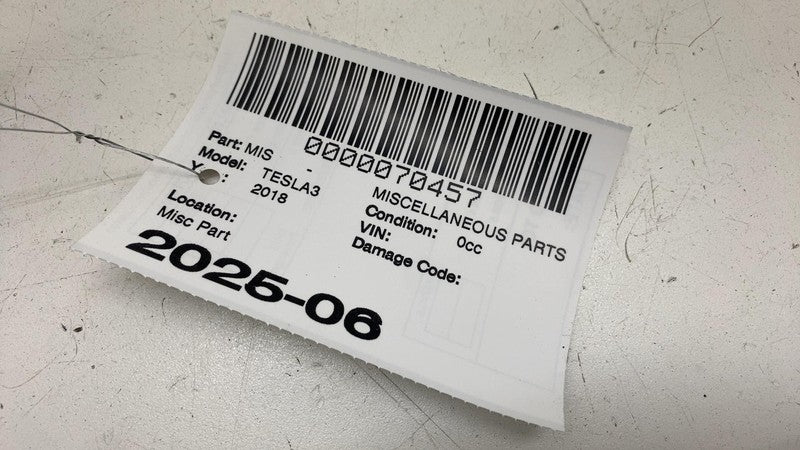 0000070457
Part: MIS - MISCELLANEOUS PARTS
Model: TESLA3 Condition: 0cc
Y : 2018 VIN:
Damage Code:
Location:
Misc Part
2025-06